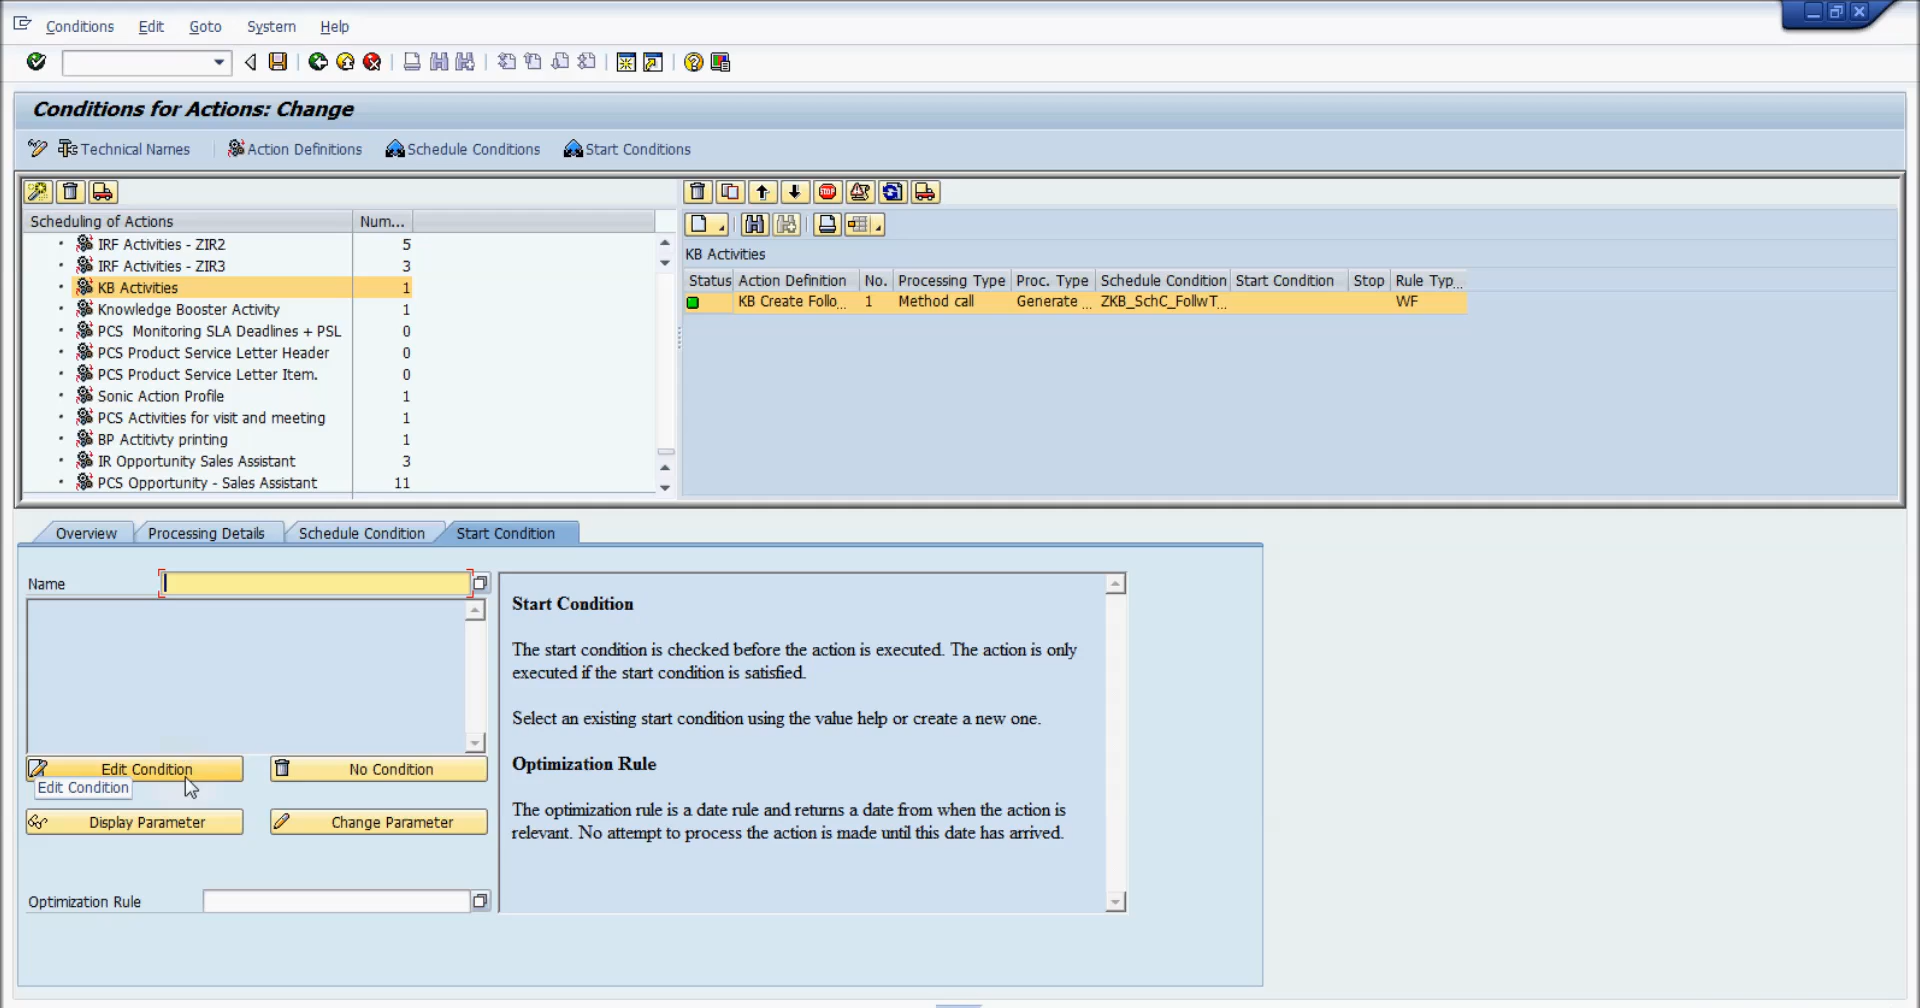 Conditions Edit Goto System Help
Conditions for Actions: Change
Technical Names Action Definitions Schedule Conditions Start Conditions
Scheduling of Actions Num...
IRF Activities - ZIR2 5
IRF Activities - ZIR3 3
KB Activities 1
Knowledge Booster Activity 1
PCS Monitoring SLA Deadlines + PSL 0
PCS Product Service Letter Header 0
PCS Product Service Letter Item. 0
Sonic Action Profile 1
PCS Activities for visit and meeting 1
BP Actitivty printing 1
IR Opportunity Sales Assistant 3
PCS Opportunity - Sales Assistant 11
STOP
KB Activities
Status Action Definition No. Processing Type Proc. Type Schedule Condition Start Condition Stop Rule Typ...
KB Create Follo... 1 Method call Generate ... ZKB_SchC_FollwT... WF
Overview Processing Details Schedule Condition Start Condition
Name
Edit Condition No Condition
Edit Condition
Display Parameter Change Parameter
Optimization Rule
Start Condition
The start condition is checked before the action is executed. The action is only
executed if the start condition is satisfied.
Select an existing start condition using the value help or create a new one.
Optimization Rule
The optimization rule is a date rule and returns a date from when the action is
relevant. No attempt to process the action is made until this date has arrived.